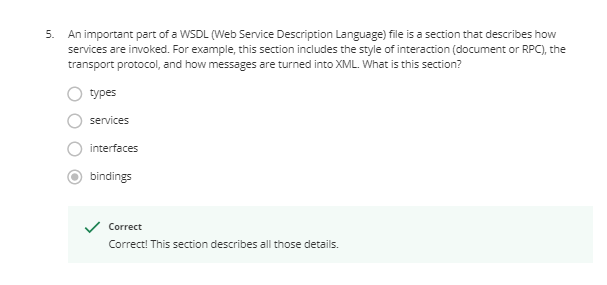 5. An important part of a WSDL (Web Service Description Language) file is a section that describes how
services are invoked. For example, this section includes the style of interaction (document or RPC), the
transport protocol, and how messages are turned into XML. What is this section?
types
services
interfaces
bindings
Correct
Correct! This section describes all those details.